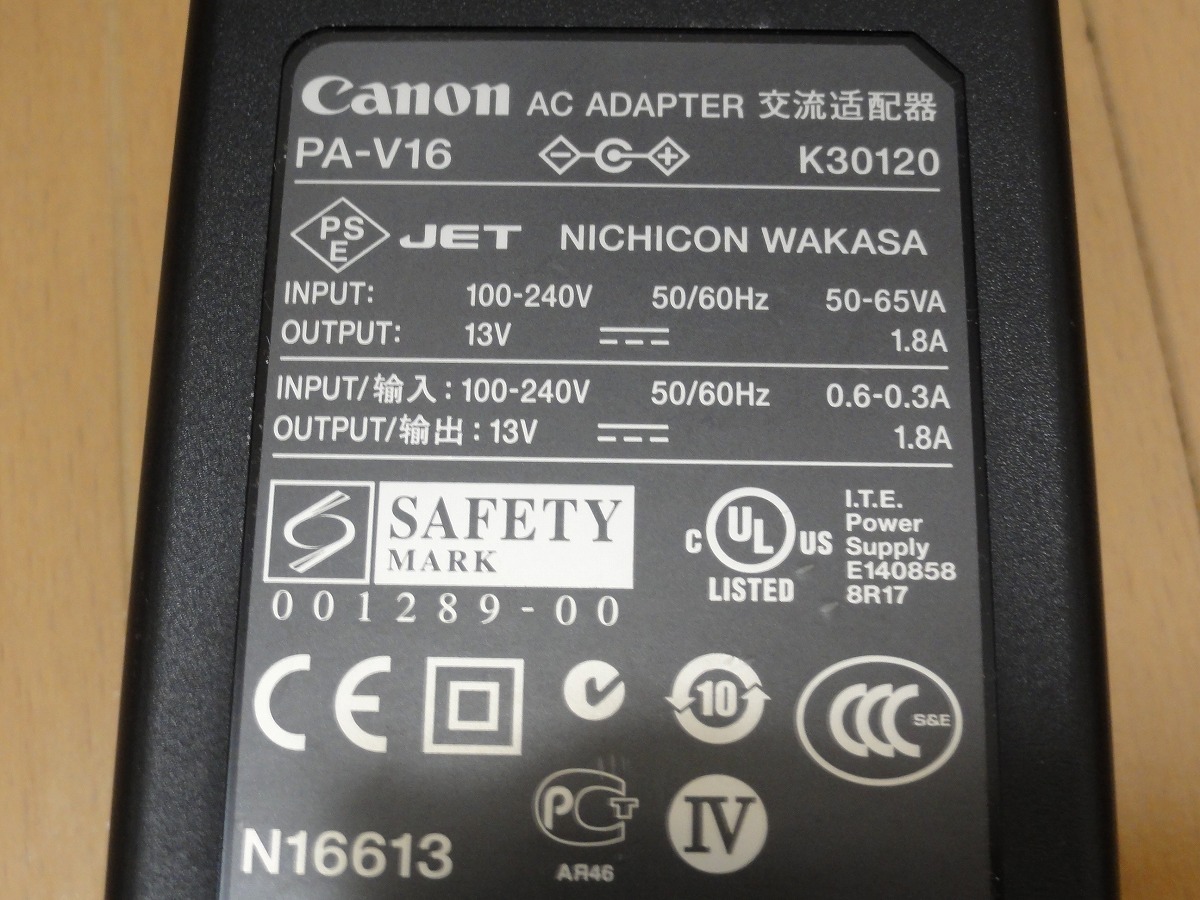 Canon AC ADAPTER 交流适配器
PA-V16 K30120
PS
E JET NICHICON WAKASA
INPUT: 100-240V 50/60Hz 50-65VA
OUTPUT: 13V 1.8A
INPUT/输入: 100-240V 50/60Hz 0.6-0.3A
OUTPUT/输出: 13V 1.8A
SAFETY
MARK
001289-00
C UL US
LISTED
I.T.E.
Power
Supply
E140858
8R17
CE
10
CCC S&E
PCT
АЯ46
IV
N16613